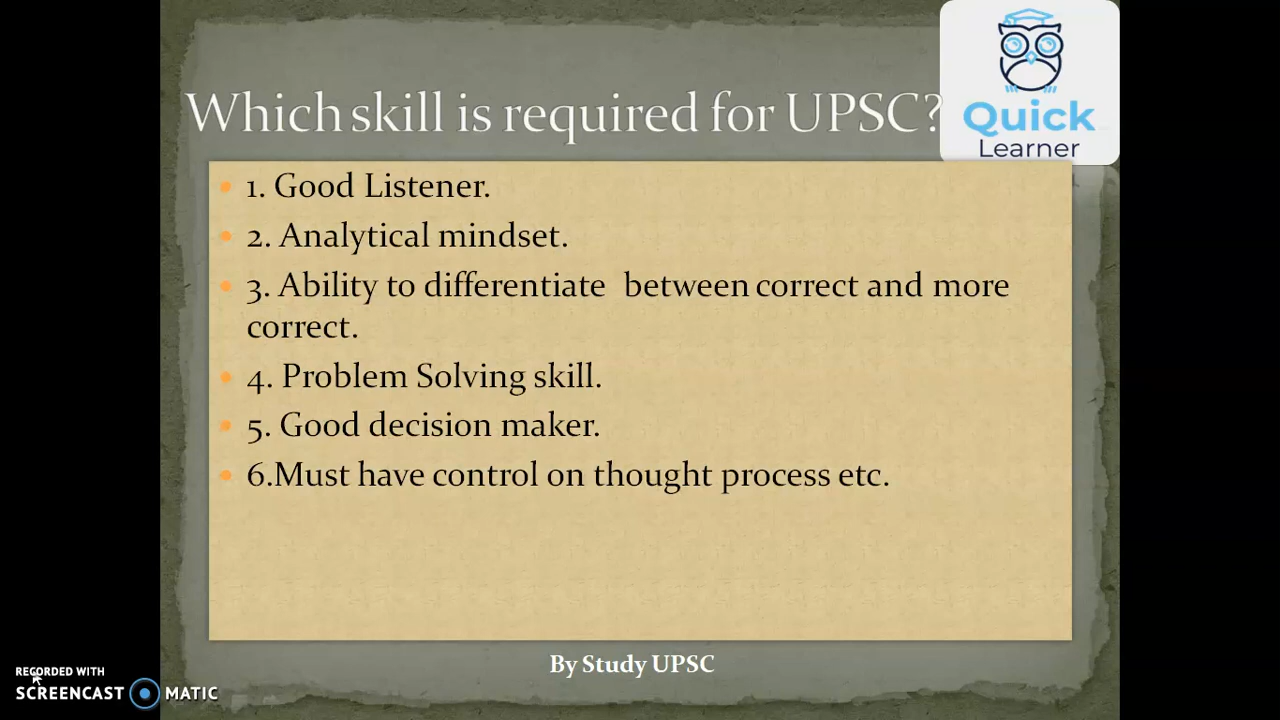 Which skill is required for UPSC?
Quick
Learner
1. Good Listener.
2. Analytical mindset.
3. Ability to differentiate between correct and more
correct.
4. Problem Solving skill.
5. Good decision maker.
6.Must have control on thought process etc.
By Study UPSC
RECORDED WITH
SCREENCAST MATIC